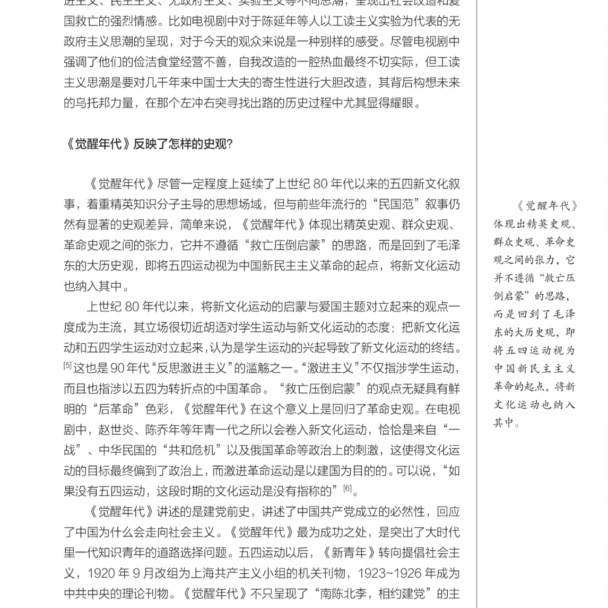 进主义、民主主义、无政府主义、实验主义等不同思潮，呈现出社会改造和爱
国救亡的强烈情感。比如电视剧中对于陈延年等人以工读主义实验为代表的无
政府主义思潮的呈现，对于今天的观众来说是一种别样的感受。尽管电视剧中
强调了他们的俭洁食堂经营不善，自我改造的一腔热血最终不切实际，但工读
主义思潮是要对几千年来中国士大夫的寄生性进行大胆改造，其背后构想未来
的乌托邦力量，在那个左冲右突寻找出路的历史过程中尤其显得耀眼。
《觉醒年代》反映了怎样的史观？
《觉醒年代》尽管一定程度上延续了上世纪 80 年代以来的五四新文化叙
事，着重精英知识分子主导的思想场域，但与前些年流行的“民国范”叙事仍
然有显著的史观差异，简单来说，《觉醒年代》体现出精英史观、群众史观、
革命史观之间的张力，它并不遵循“救亡压倒启蒙”的思路，而是回到了毛泽
东的大历史观，即将五四运动视为中国新民主主义革命的起点，将新文化运动
也纳入其中。
上世纪 80 年代以来，将新文化运动的启蒙与爱国主题对立起来的观点一
度成为主流，其立场很切近胡适对学生运动与新文化运动的态度：把新文化运
动和五四学生运动对立起来，认为是学生运动的兴起导致了新文化运动的终结。
[5]这也是90年代“反思激进主义”的滥觞之一。“激进主义”不仅指涉学生运动，
而且也指涉以五四为转折点的中国革命。“救亡压倒启蒙”的观点无疑具有鲜
明的“后革命”色彩，《觉醒年代》在这个意义上是回归了革命史观。在电视
剧中，赵世炎、陈乔年等年青一代之所以会卷入新文化运动，恰恰是来自“一
战”、中华民国的“共和危机”以及俄国革命等政治上的刺激，这使得文化运
动的目标最终偏到了政治上，而激进革命运动是以建国为目的的。可以说，“如
果没有五四运动，这段时期的文化运动是没有指称的”[6]。
《觉醒年代》讲述的是建党前史，讲述了中国共产党成立的必然性，回应
了中国为什么会走向社会主义。《觉醒年代》最为成功之处，是突出了大时代
里一代知识青年的道路选择问题。五四运动以后，《新青年》转向提倡社会主
义，1920 年 9 月改组为上海共产主义小组的机关刊物，1923~1926 年成为
中共中央的理论刊物。《觉醒年代》不只呈现了“南陈北李，相约建党”的主
《觉醒年代》
体现出精英史观、
群众史观、革命史
观之间的张力，它
并不遵循“救亡压
倒启蒙”的思路，
而是回到了毛泽
东的大历史观，即
将五四运动视为
中国新民主主义
革命的起点，将新
文化运动也纳入
其中。